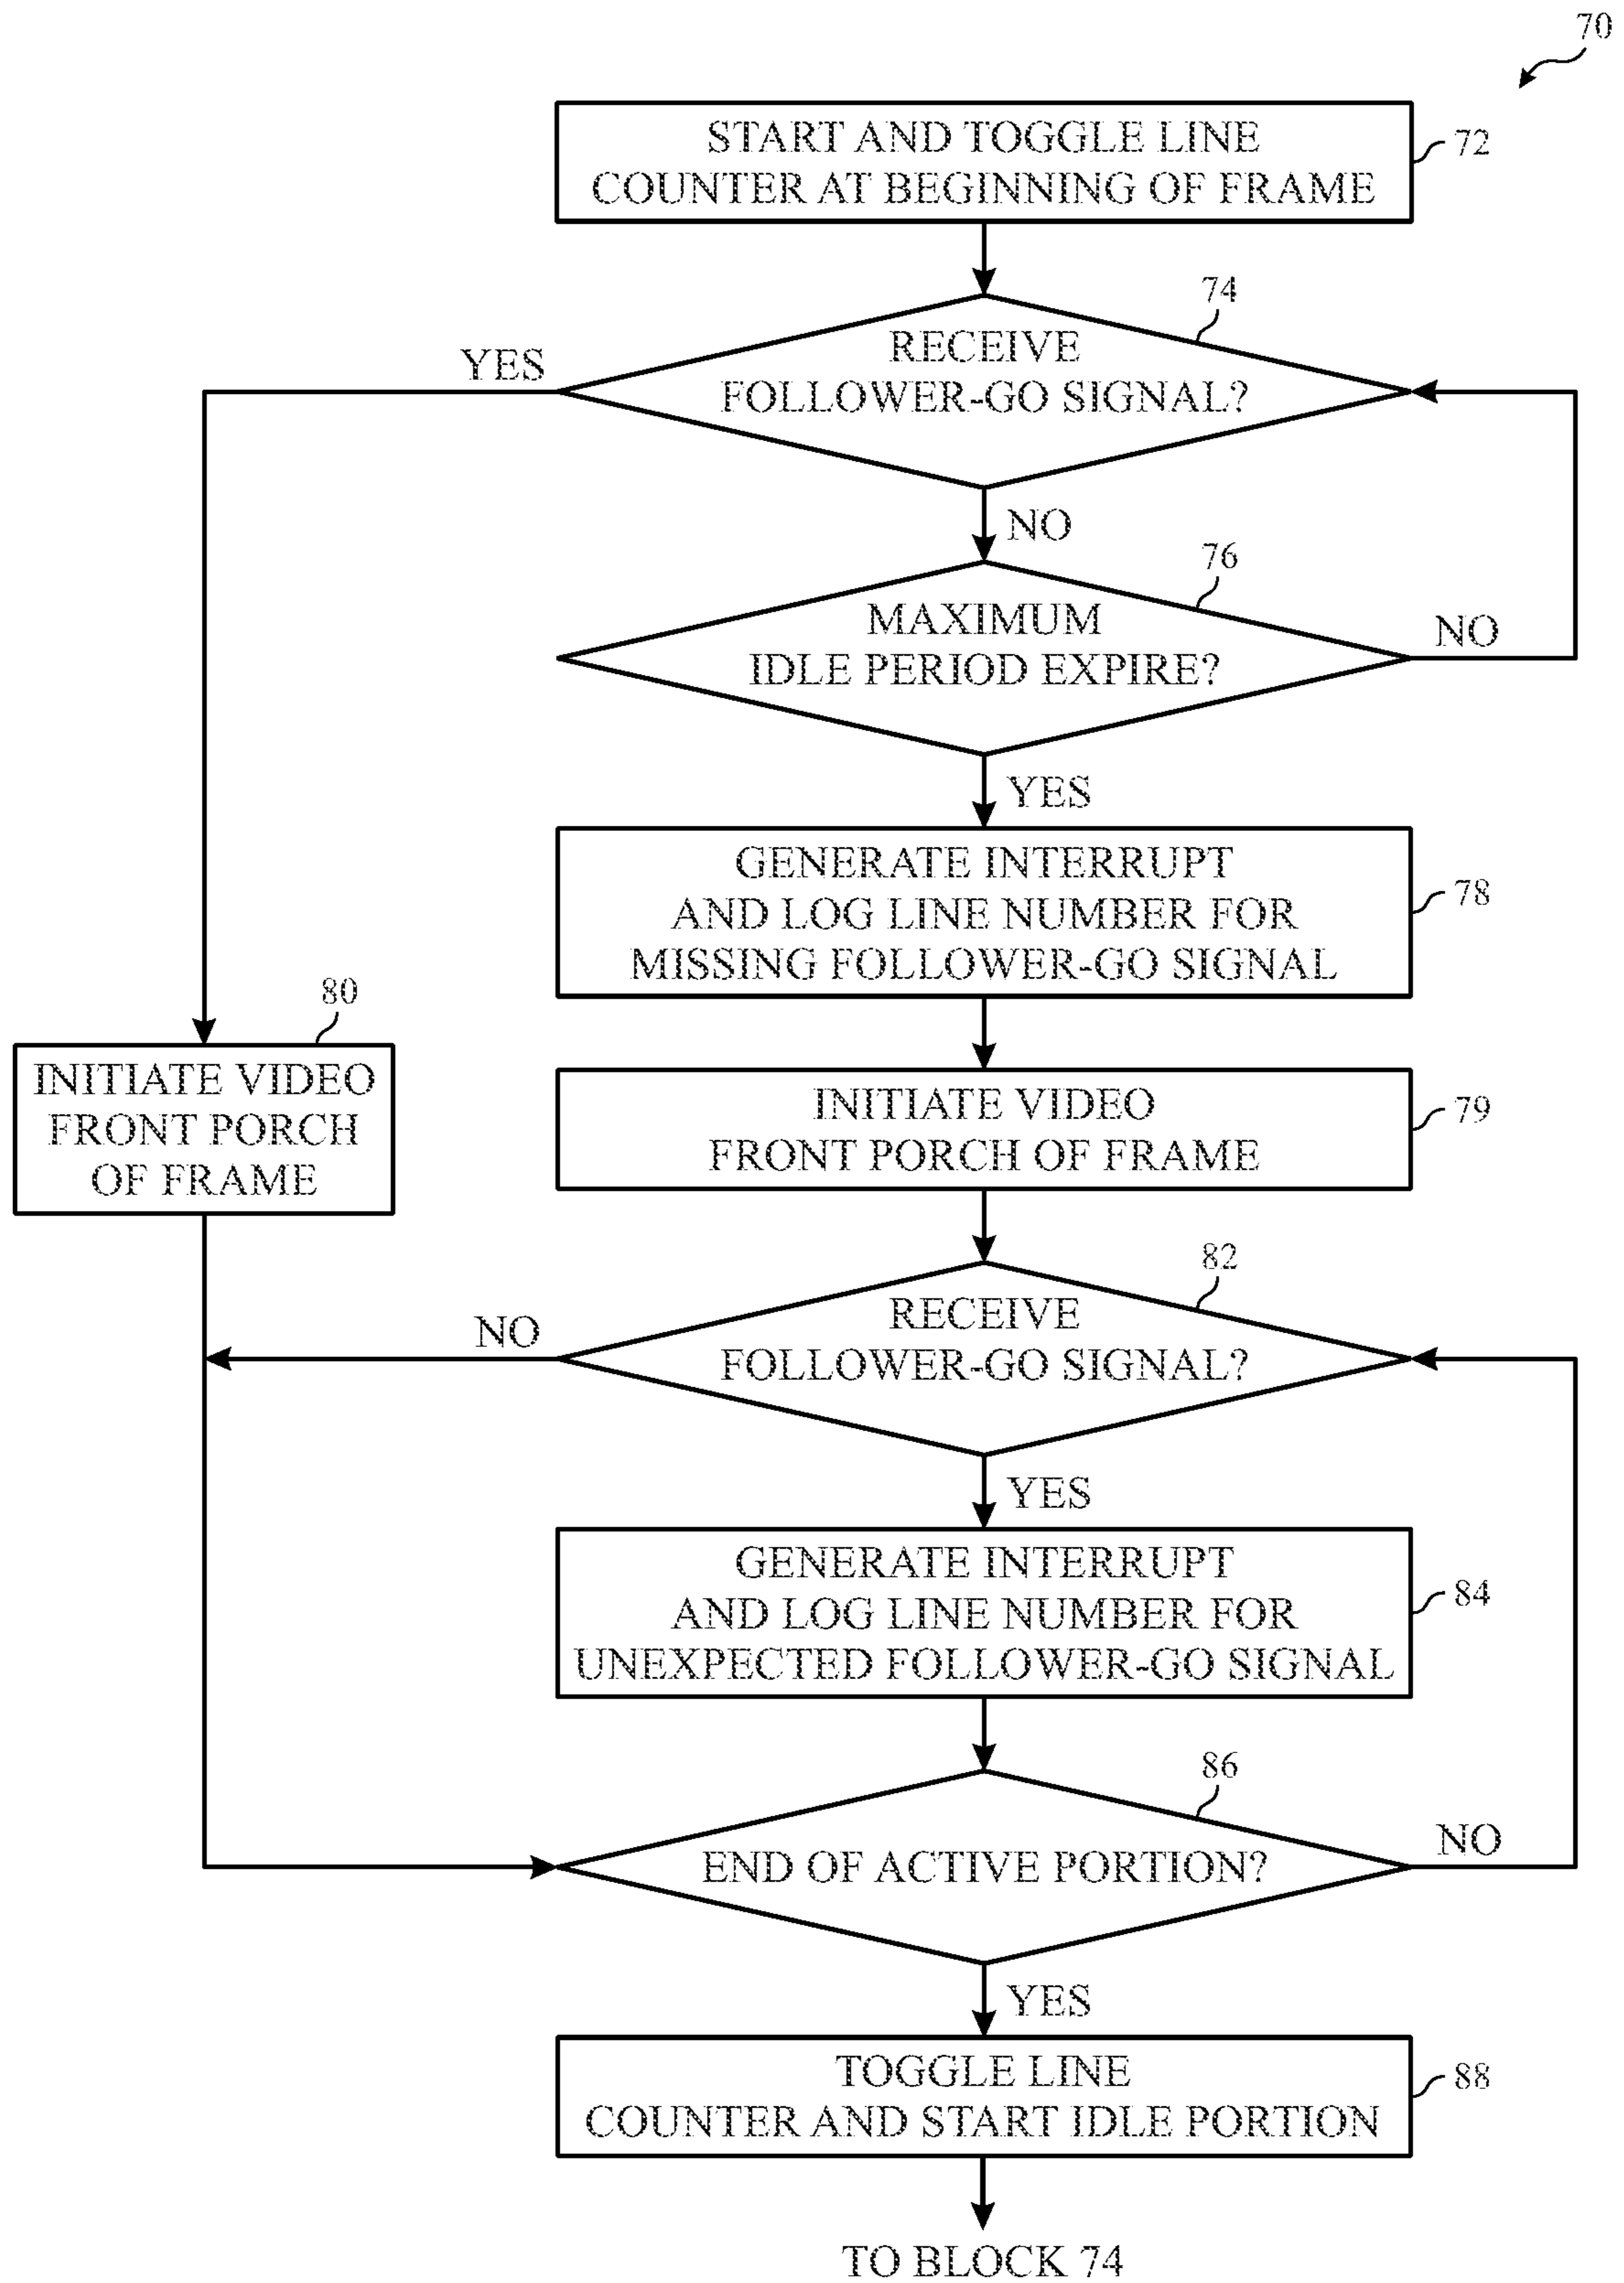 70
START AND TOGGLE LINE
COUNTER AT BEGINNING OF FRAME
72
74
RECEIVE
FOLLOWER-GO SIGNAL?
YES
NO
76
MAXIMUM
IDLE PERIOD EXPIRE?
NO
YES
GENERATE INTERRUPT
AND LOG LINE NUMBER FOR
MISSING FOLLOWER-GO SIGNAL
78
80
INITIATE VIDEO
FRONT PORCH
OF FRAME
INITIATE VIDEO
FRONT PORCH OF FRAME
79
82
RECEIVE
FOLLOWER-GO SIGNAL?
NO
YES
GENERATE INTERRUPT
AND LOG LINE NUMBER FOR
UNEXPECTED FOLLOWER-GO SIGNAL
84
86
END OF ACTIVE PORTION?
NO
YES
TOGGLE LINE
COUNTER AND START IDLE PORTION
88
TO BLOCK 74